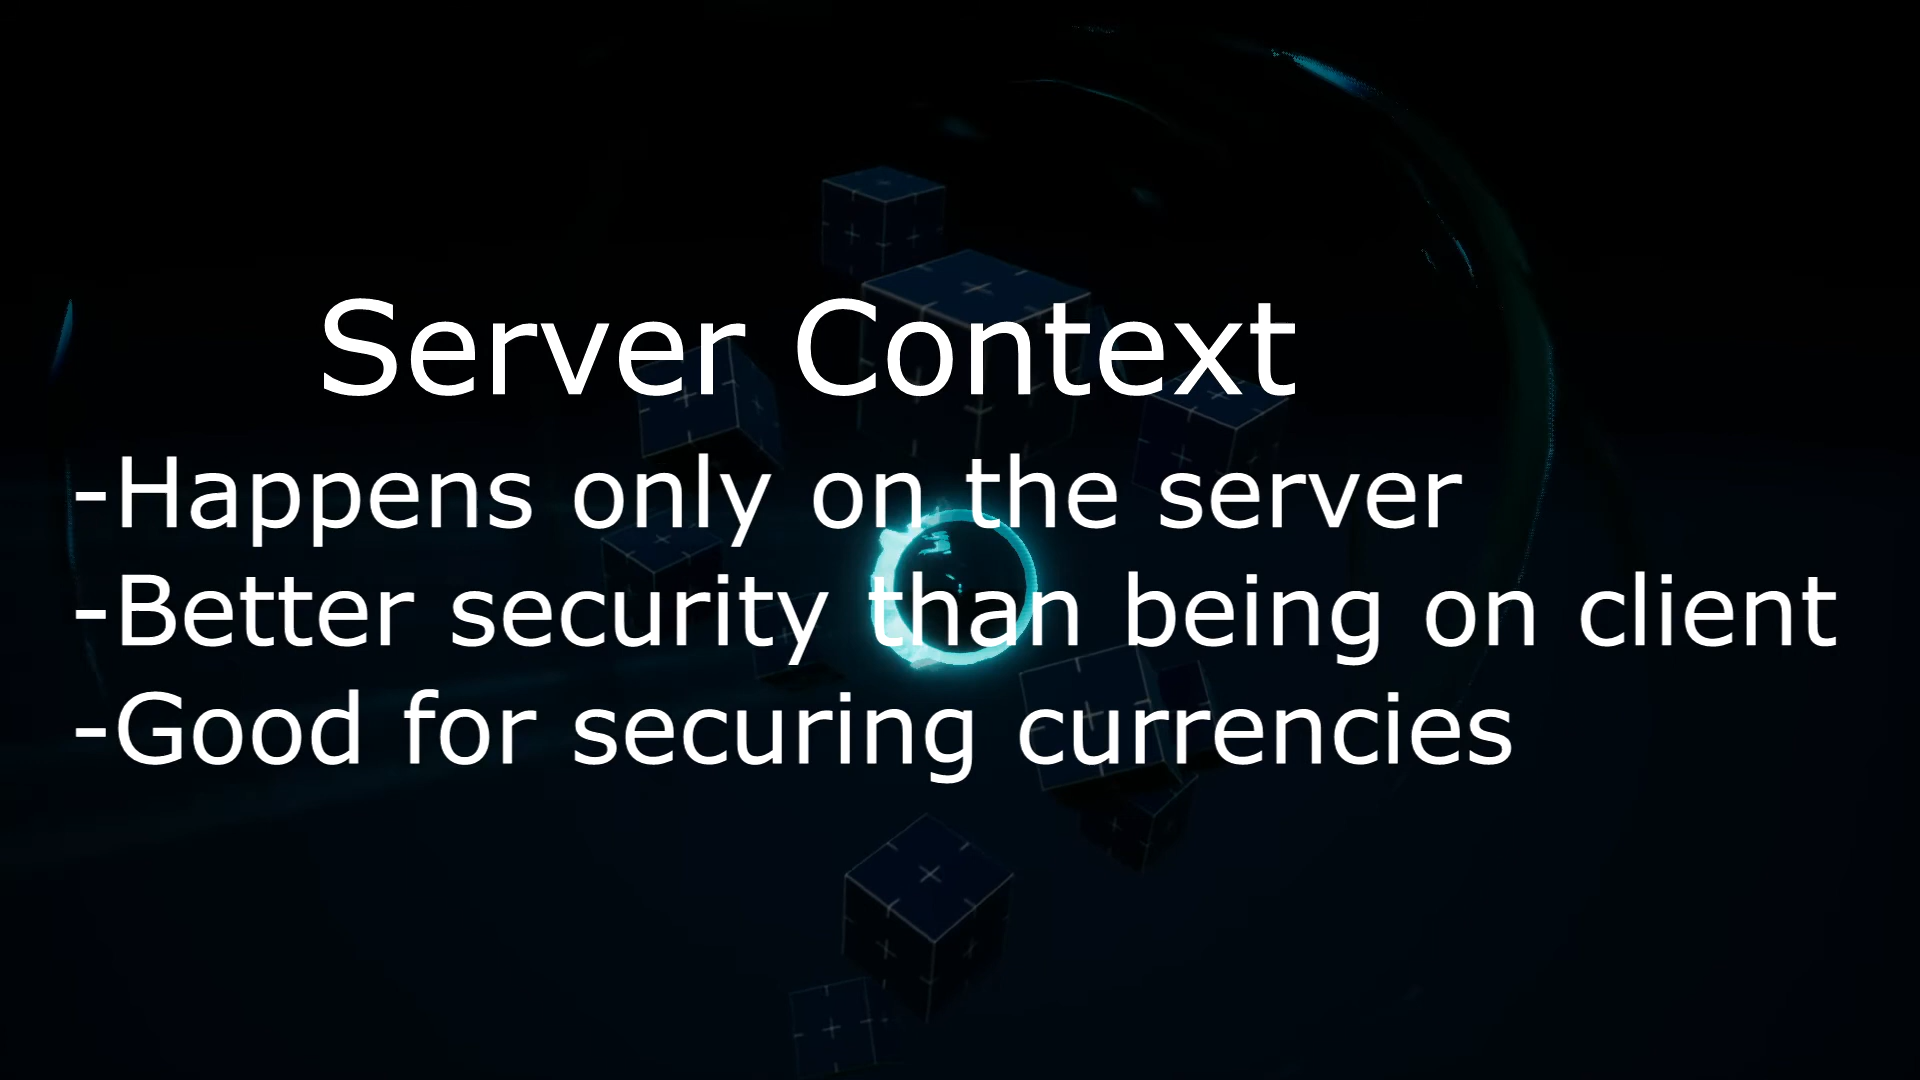 Server Context
-Happens only on the server
-Better security than being on client
-Good for securing currencies